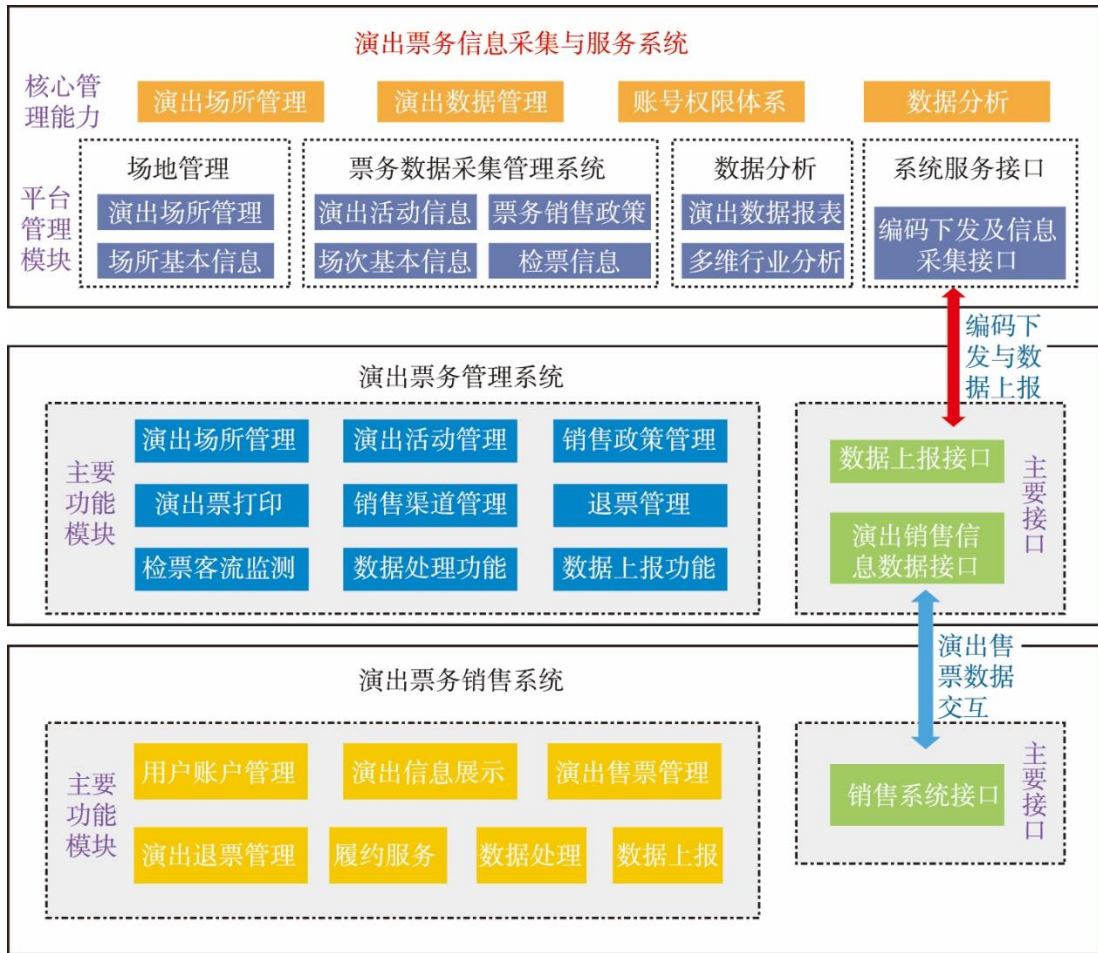 演出票务信息采集与服务系统
核心管
理能力
演出场所管理
演出数据管理
账号权限体系
数据分析
平台
管理
模块
场地管理
演出场所管理
场所基本信息
票务数据采集管理系统
演出活动信息
票务销售政策
场次基本信息
检票信息
数据分析
演出数据报表
多维行业分析
系统服务接口
编码下发及信息
采集接口
编码下
发与数
据上报
演出票务管理系统
主要
功能
模块
演出场所管理
演出活动管理
销售政策管理
演出票打印
销售渠道管理
退票管理
检票客流监测
数据处理功能
数据上报功能
数据上报接口
演出销售信
息数据接口
主要接口
演出售
票数据
交互
演出票务销售系统
主要
功能
模块
用户账户管理
演出信息展示
演出售票管理
演出退票管理
履约服务
数据处理
数据上报
销售系统接口
主要接口